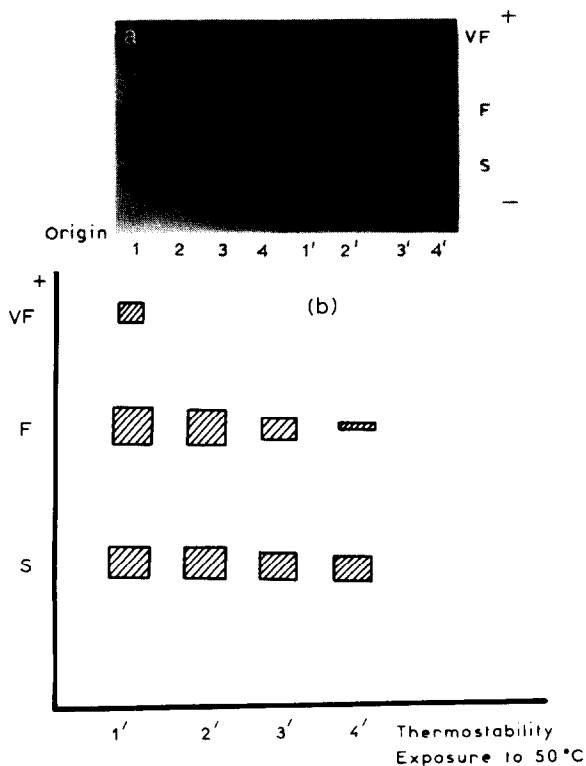 a
+
VF
F
S
−
Origin
1 2 3 4 1′ 2′ 3′ 4′
+
(b)
VF
F
S
1′ 2′ 3′ 4′ Thermostability
Exposure to 50°C